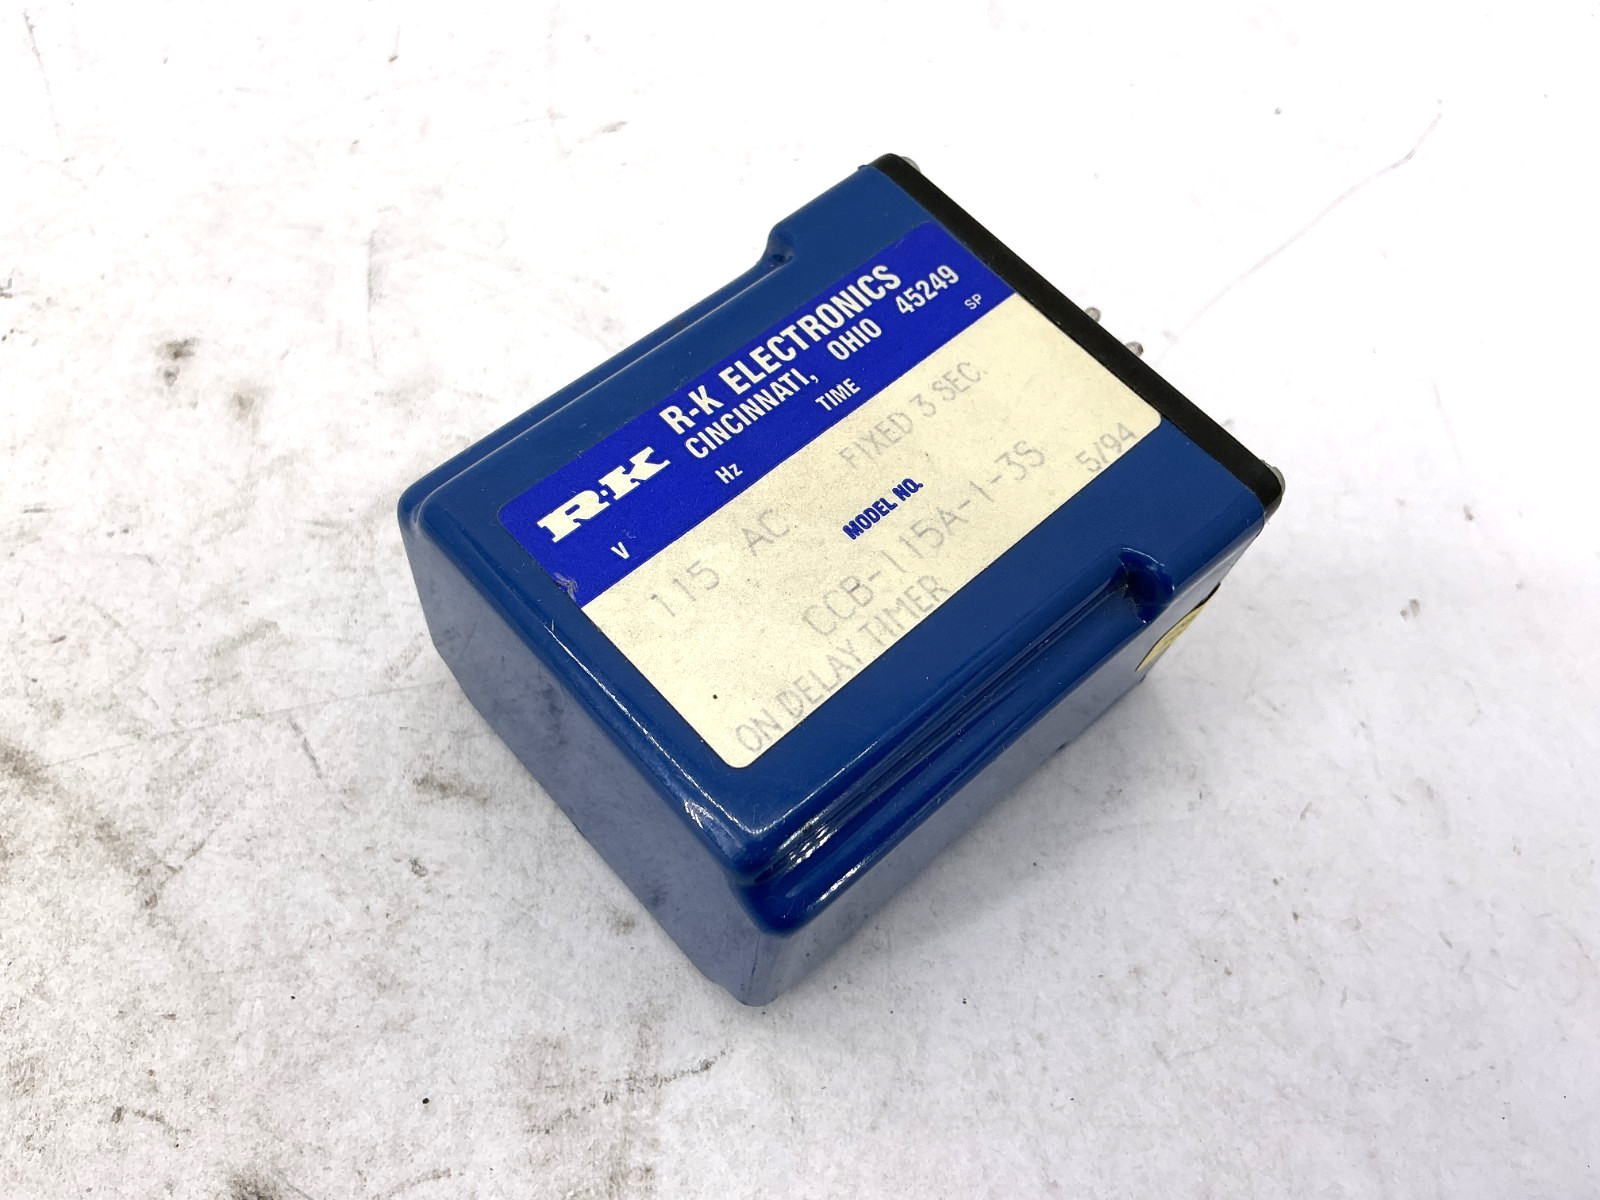 R·K R-K ELECTRONICS
CINCINNATI, OHIO 45249
V Hz TIME SP
115 AC FIXED 3 SEC.
MODEL NO.
CCB-115A-1-3S 5/94
ON DELAY TIMER